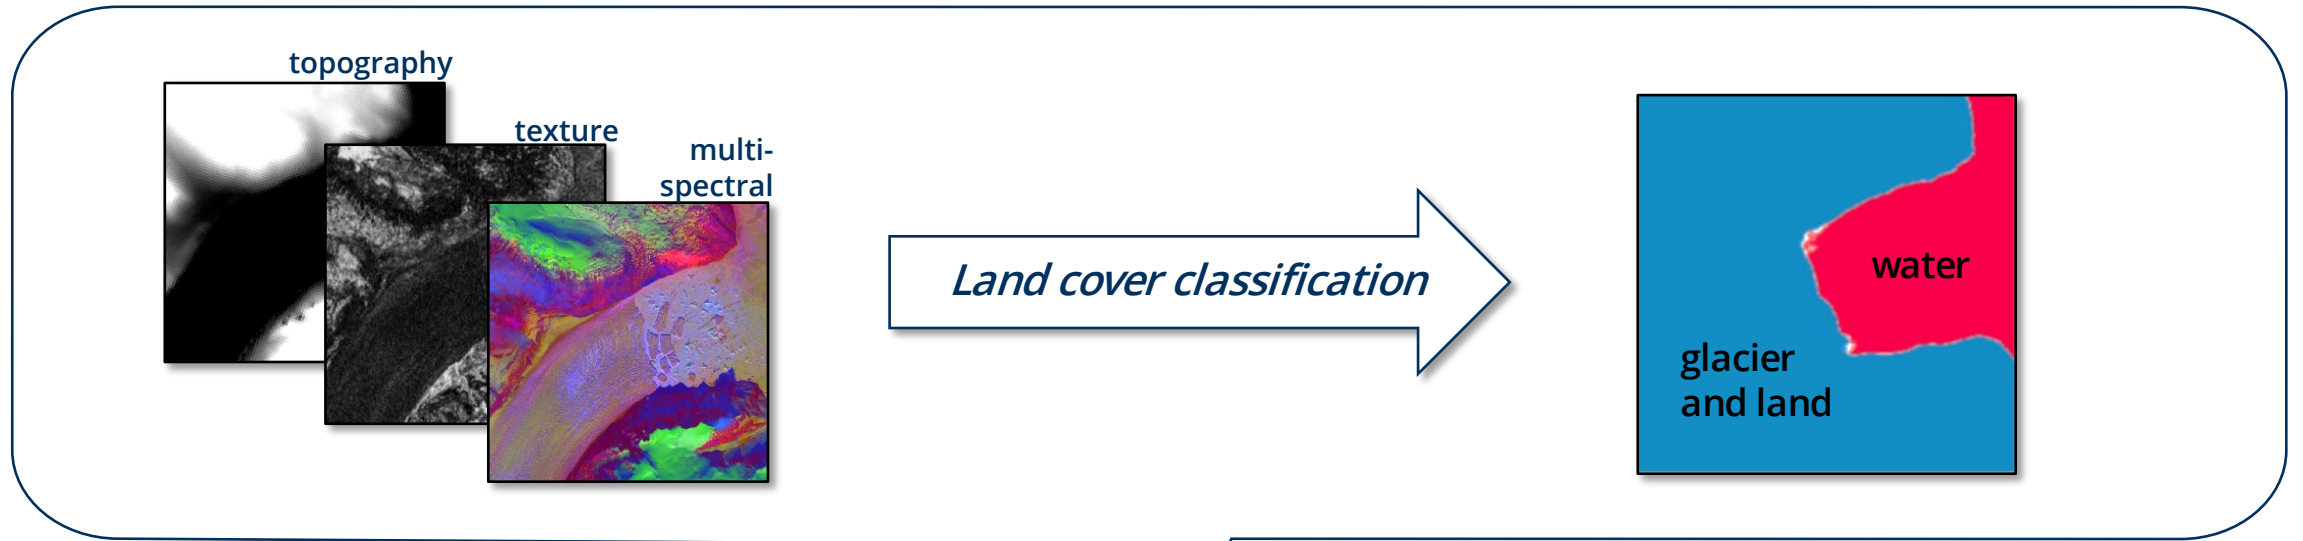 topography
texture
multi-
spectral
Land cover classification
water
glacier
and land